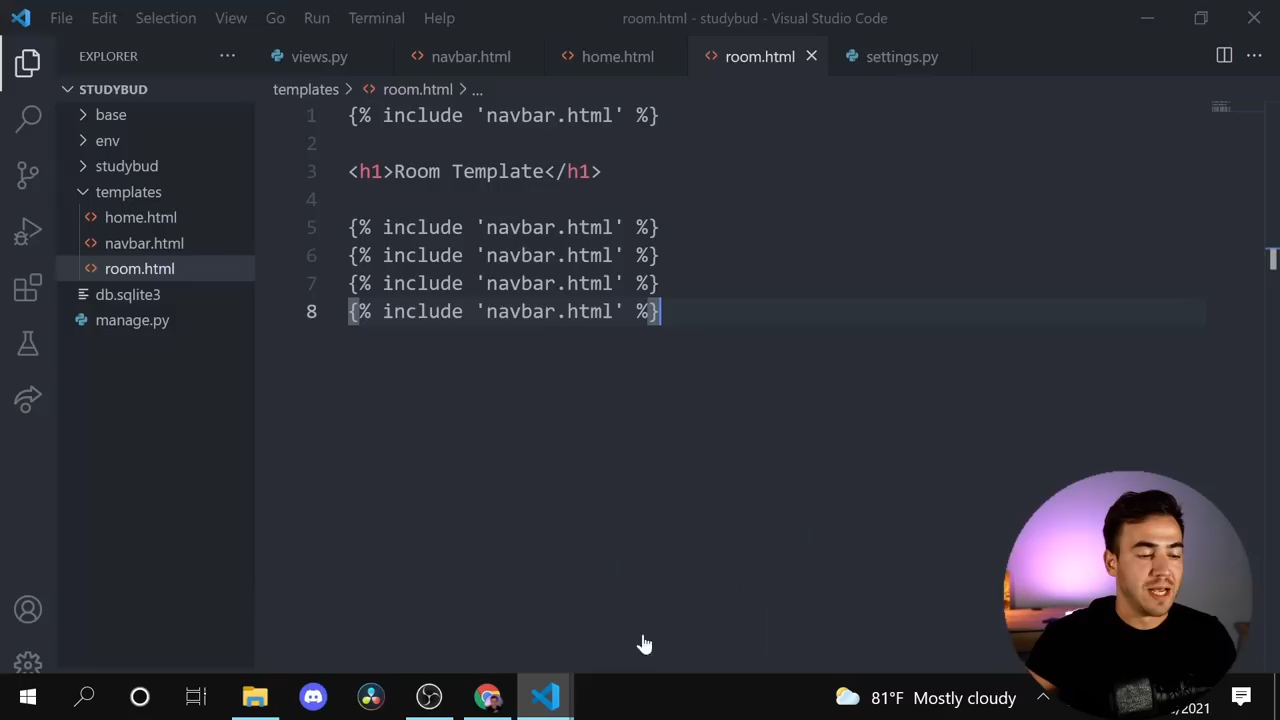 File Edit Selection View Go Run Terminal Help room.html - studybud - Visual Studio Code
EXPLORER
views.py navbar.html home.html room.html settings.py
STUDYBUD
base
env
studybud
templates
home.html
navbar.html
room.html
db.sqlite3
manage.py
templates > room.html > ...
1 {% include 'navbar.html' %}
2
3 <h1>Room Template</h1>
4
5 {% include 'navbar.html' %}
6 {% include 'navbar.html' %}
7 {% include 'navbar.html' %}
8 {% include 'navbar.html' %}
81°F Mostly cloudy
/2021